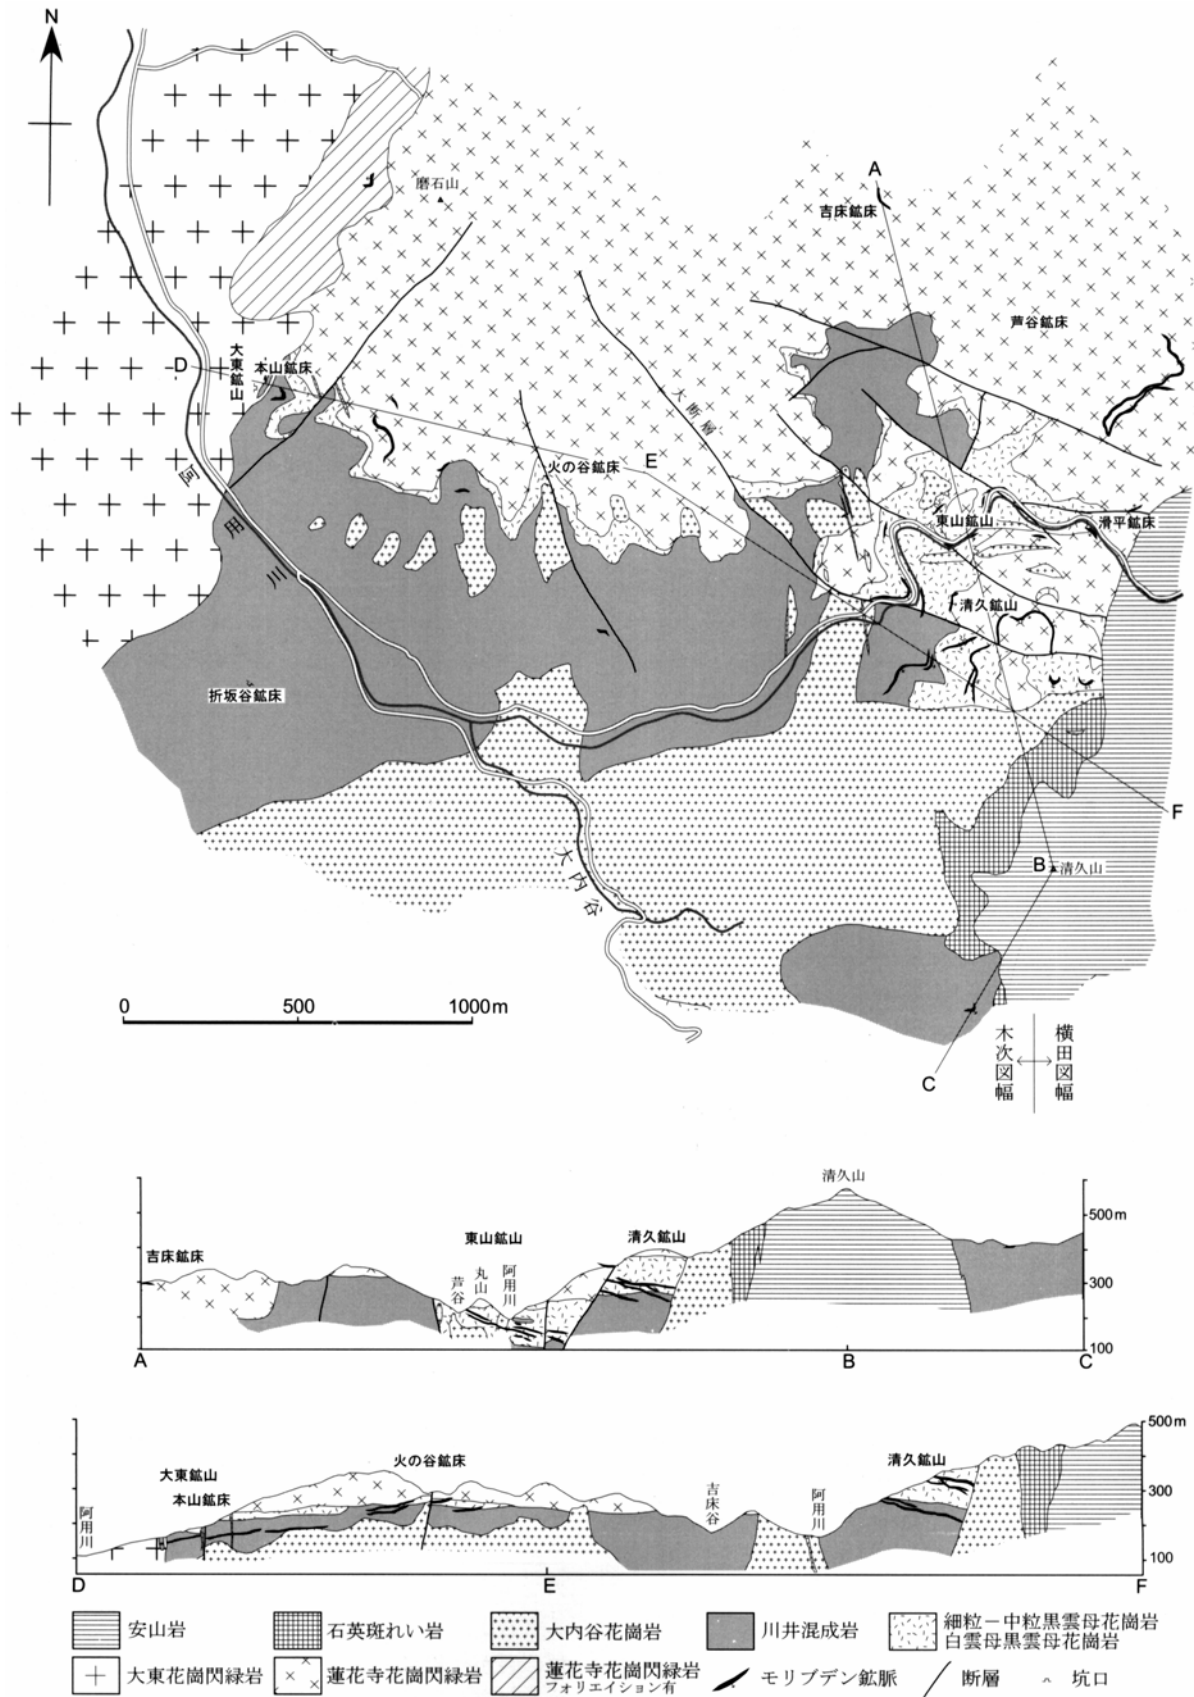 N
磨石山
A
吉床鉱床
芦谷鉱床
D
大東鉱山
本山鉱床
大断層
E
火の谷鉱床
阿用川
東山鉱山
滑平鉱床
清久鉱山
折坂谷鉱床
F
大内谷
B
清久山
0 500 1000m
木次図幅
横田図幅
C
清久山
500m
吉床鉱床
東山鉱山
清久鉱山
芦谷
丸山
阿用川
300
100
A
B
C
500m
火の谷鉱床
清久鉱山
大東鉱山
本山鉱床
阿用川
吉床谷
阿用川
300
100
D
E
F
安山岩
石英斑れい岩
大内谷花崗岩
川井混成岩
細粒－中粒黒雲母花崗岩
白雲母黒雲母花崗岩
大東花崗閃緑岩
蓮花寺花崗閃緑岩
蓮花寺花崗閃緑岩
フォリエイション有
モリブデン鉱脈
断層
坑口